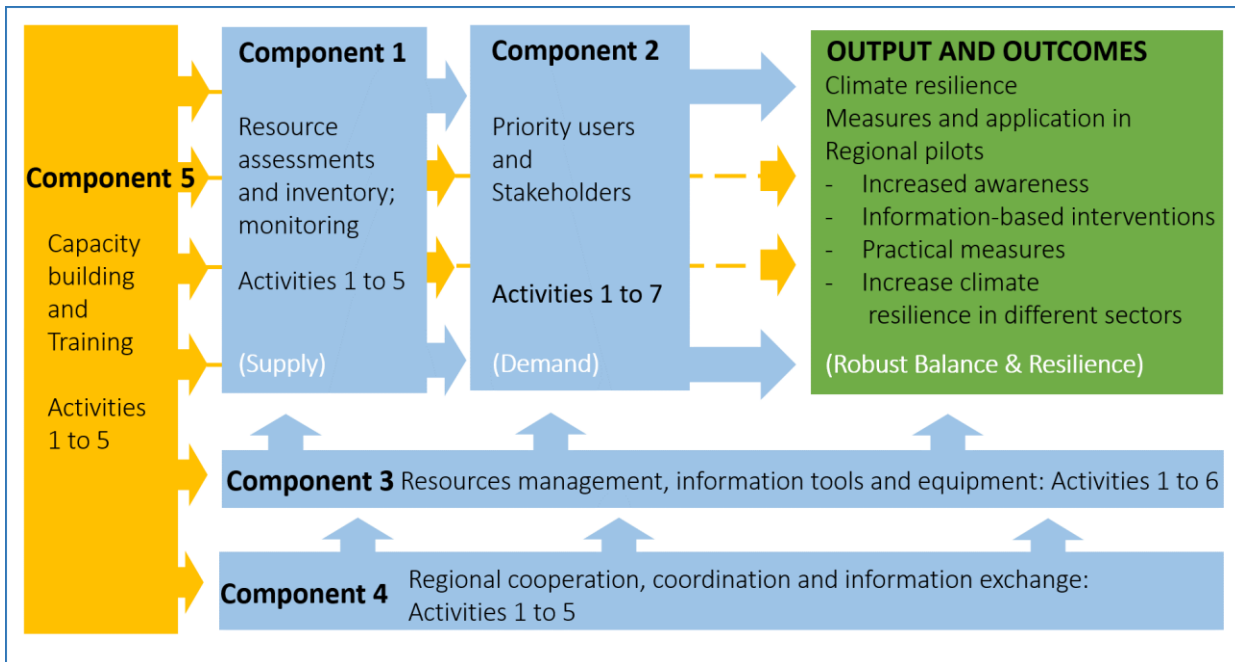 Component 5
Capacity
building
and
Training
Activities
1 to 5
Component 1
Resource
assessments
and inventory;
monitoring
Activities 1 to 5
(Supply)
Component 2
Priority users
and
Stakeholders
Activities 1 to 7
(Demand)
OUTPUT AND OUTCOMES
Climate resilience
Measures and application in
Regional pilots
- Increased awareness
- Information-based interventions
- Practical measures
- Increase climate
resilience in different sectors
(Robust Balance & Resilience)
Component 3 Resources management, information tools and equipment: Activities 1 to 6
Component 4 Regional cooperation, coordination and information exchange:
Activities 1 to 5